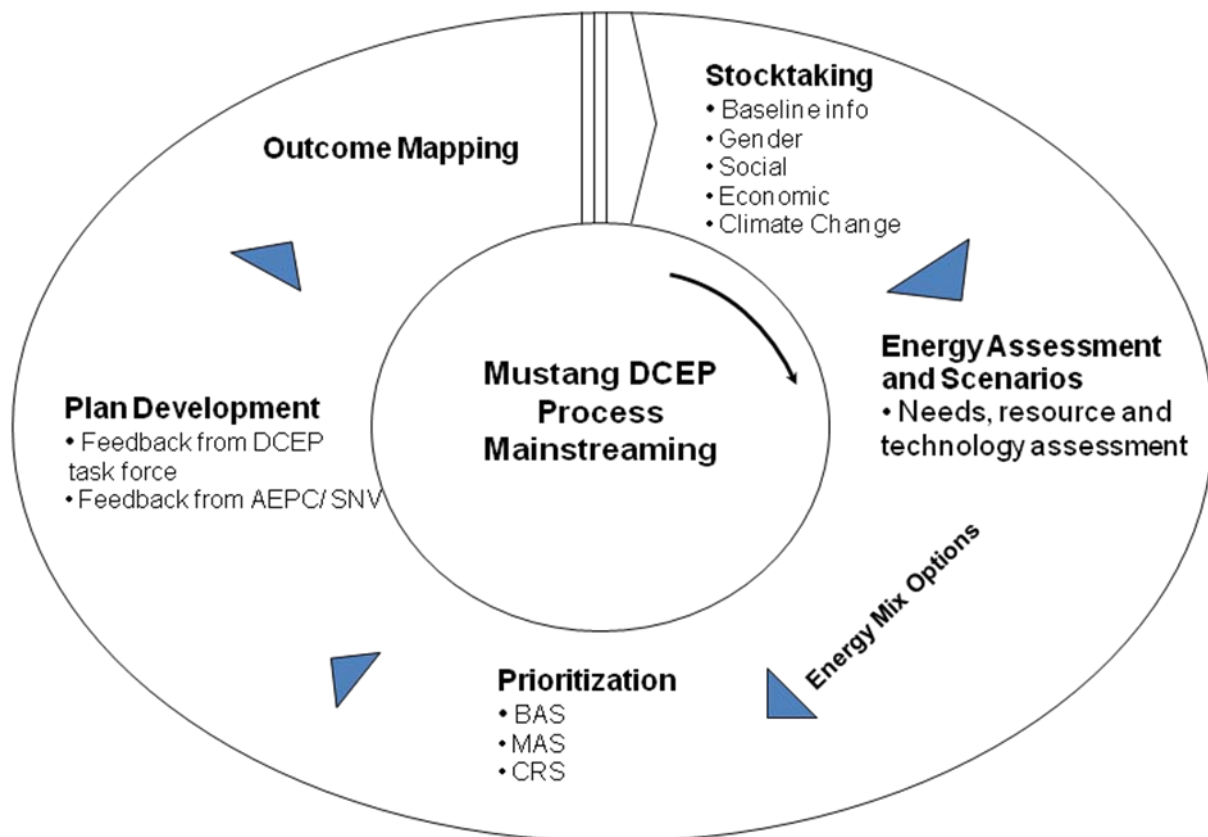 Stocktaking
• Baseline info
• Gender
• Social
• Economic
• Climate Change
Energy Assessment
and Scenarios
• Needs, resource and
technology assessment
Energy Mix Options
Prioritization
• BAS
• MAS
• CRS
Plan Development
• Feedback from DCEP
task force
• Feedback from AEPC/ SNV
Outcome Mapping
Mustang DCEP
Process
Mainstreaming